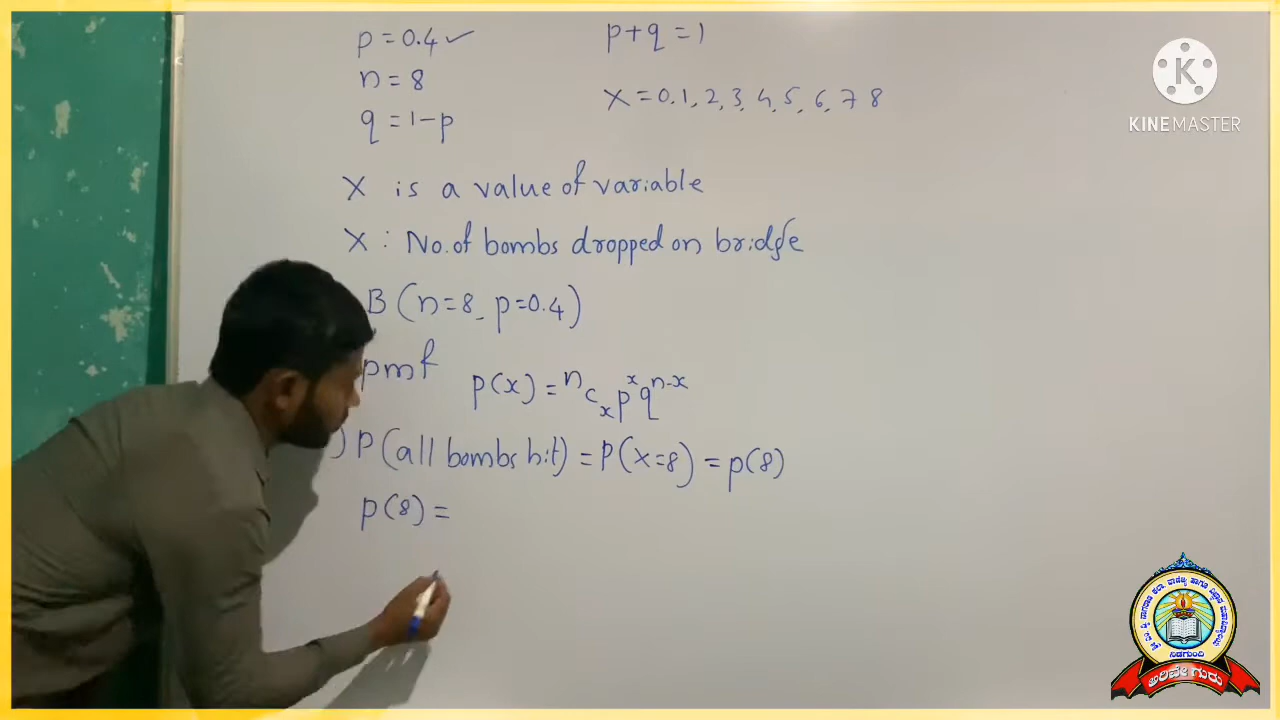 p = 0.4 ✓
p + q = 1
n = 8
X = 0, 1, 2, 3, 4, 5, 6, 7 8
q = 1 - p
X is a value of variable
X : No. of bombs dropped on bridge
B (n = 8, p = 0.4)
pmf p(x) = ⁿCₓ pˣ qⁿ⁻ˣ
) P (all bombs hit) = P(X = 8) = p(8)
p(8) =
K
KINEMASTER
ನಿಡಗುಂದಿ
ಅರಿವೇ ಗುರು